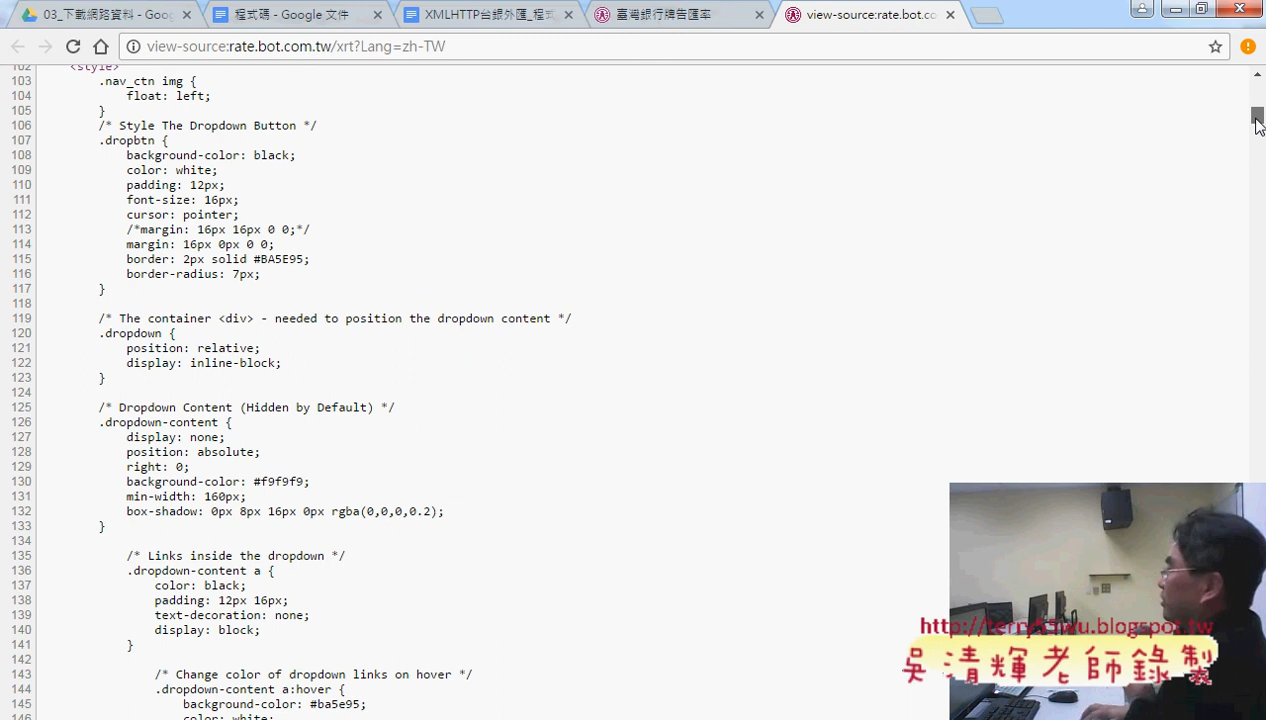 03_下載網路資料 - Goog
程式碼 - Google 文件
XMLHTTP台銀外匯_程式
臺灣銀行牌告匯率
view-source:rate.bot.co
view-source:rate.bot.com.tw/xrt?Lang=zh-TW
102 <style>
103 .nav_ctn img {
104 float: left;
105 }
106 /* Style The Dropdown Button */
107 .dropbtn {
108 background-color: black;
109 color: white;
110 padding: 12px;
111 font-size: 16px;
112 cursor: pointer;
113 /*margin: 16px 16px 0 0;*/
114 margin: 16px 0px 0 0;
115 border: 2px solid #BA5E95;
116 border-radius: 7px;
117 }
118
119 /* The container <div> - needed to position the dropdown content */
120 .dropdown {
121 position: relative;
122 display: inline-block;
123 }
124
125 /* Dropdown Content (Hidden by Default) */
126 .dropdown-content {
127 display: none;
128 position: absolute;
129 right: 0;
130 background-color: #f9f9f9;
131 min-width: 160px;
132 box-shadow: 0px 8px 16px 0px rgba(0,0,0,0.2);
133 }
134
135 /* Links inside the dropdown */
136 .dropdown-content a {
137 color: black;
138 padding: 12px 16px;
139 text-decoration: none;
140 display: block;
141 }
142
143 /* Change color of dropdown links on hover */
144 .dropdown-content a:hover {
145 background-color: #ba5e95;
color: white;
http://terry55wu.blogspot.tw
吳清輝老師錄製